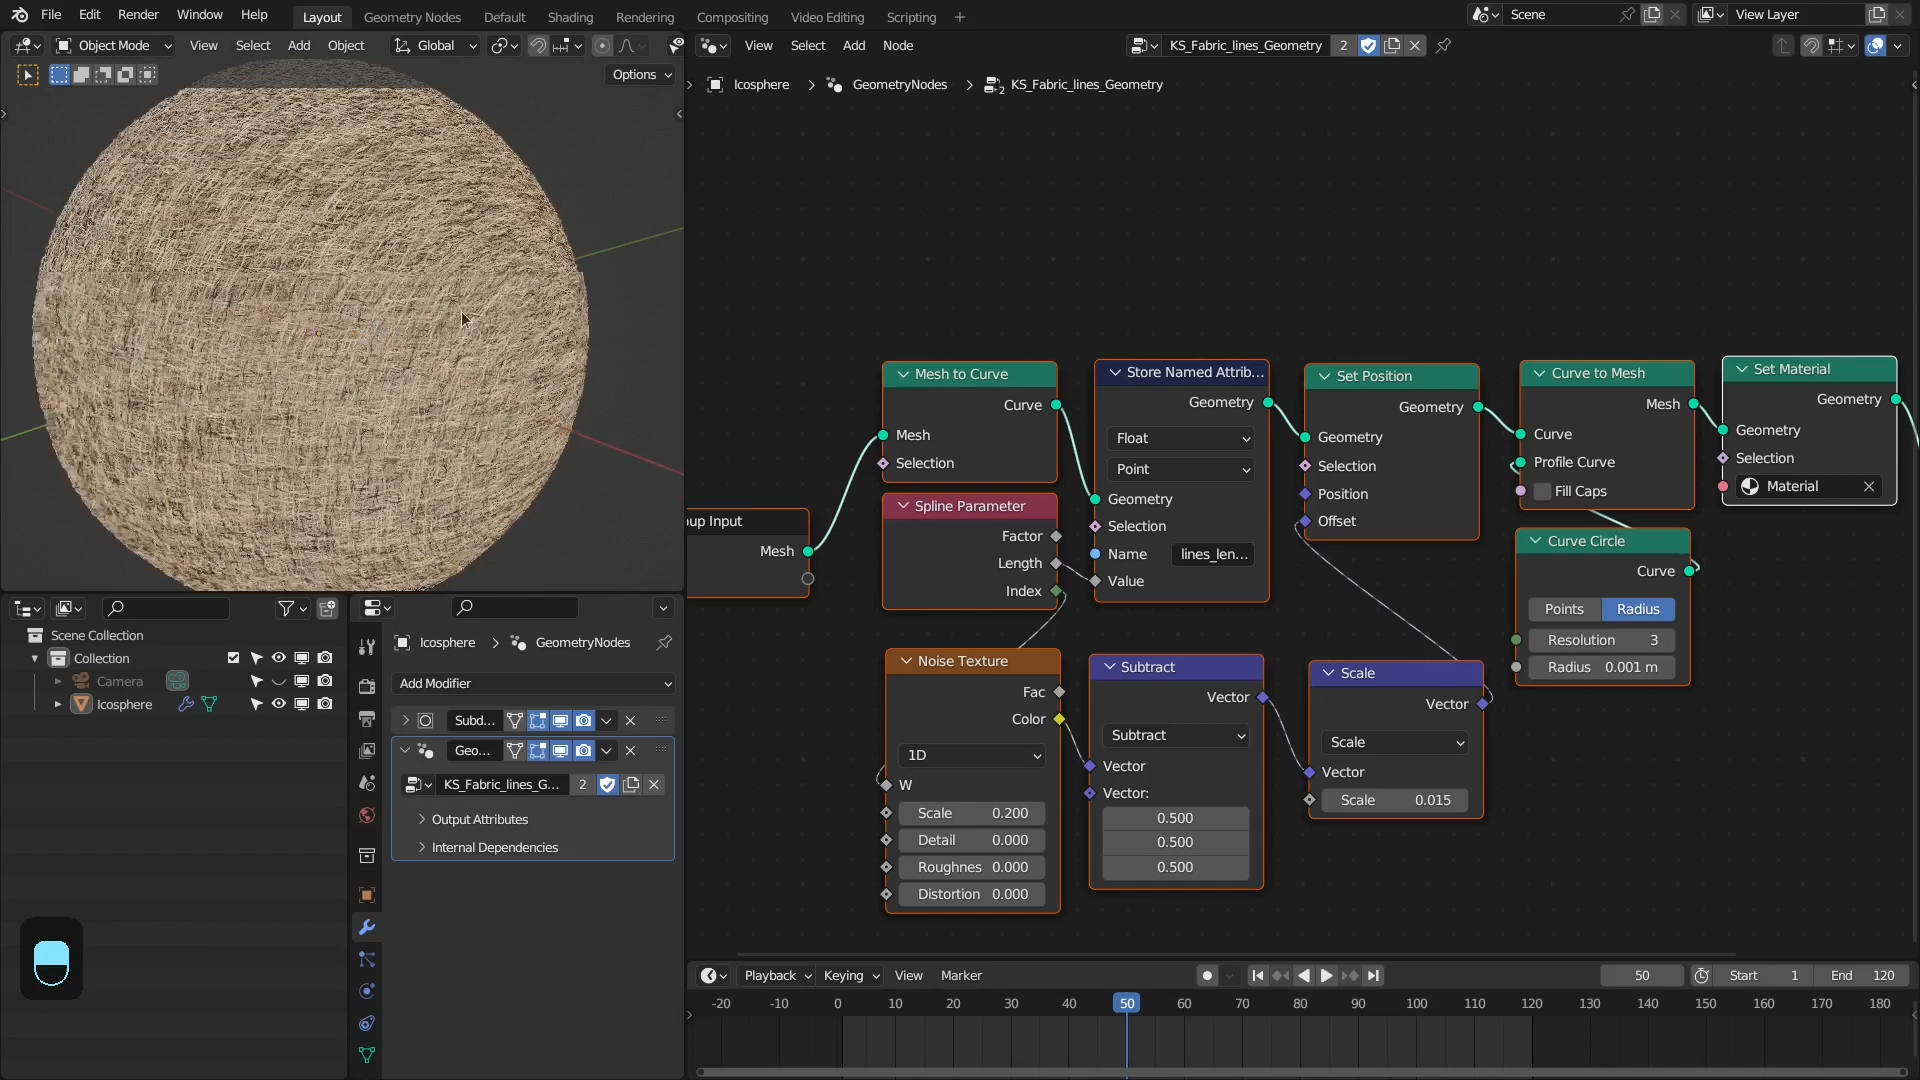 File Edit Render Window Help Layout Geometry Nodes Default Shading Rendering Compositing Video Editing Scripting Scene View Layer
Object Mode View Select Add Object Global
View Select Add Node KS_Fabric_lines_Geometry 2
Options
Icosphere GeometryNodes KS_Fabric_lines_Geometry 2
Mesh to Curve
Curve
Mesh
Selection
Store Named Attrib...
Geometry
Float
Point
Geometry
Selection
Name lines_len...
Value
Set Position
Geometry
Geometry
Selection
Position
Offset
Curve to Mesh
Mesh
Curve
Profile Curve
Fill Caps
Set Material
Geometry
Geometry
Selection
Material
oup Input
Mesh
Spline Parameter
Factor
Length
Index
Curve Circle
Curve
Points Radius
Resolution 3
Radius 0.001 m
Noise Texture
Fac
Color
1D
W
Scale 0.200
Detail 0.000
Roughnes 0.000
Distortion 0.000
Subtract
Vector
Subtract
Vector
Vector:
0.500
0.500
0.500
Scale
Vector
Scale
Vector
Scale 0.015
Scene Collection
Collection
Camera
Icosphere
Icosphere GeometryNodes
Add Modifier
Subd...
Geo...
KS_Fabric_lines_G... 2
Output Attributes
Internal Dependencies
Playback Keying View Marker 50 Start 1 End 120
-20 -10 0 10 20 30 40 50 60 70 80 90 100 110 120 130 140 150 160 170 180